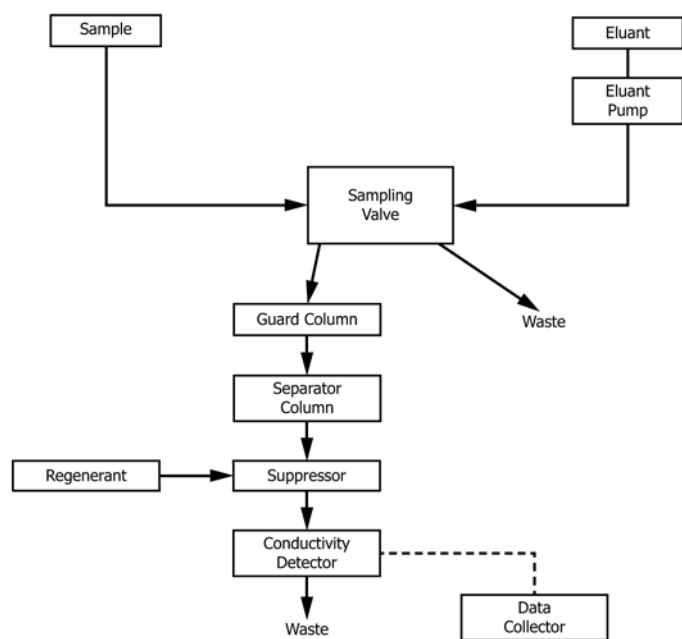 Sample
Eluant
Eluant
Pump
Sampling
Valve
Guard Column
Waste
Separator
Column
Regenerant
Suppressor
Conductivity
Detector
Data
Collector
Waste